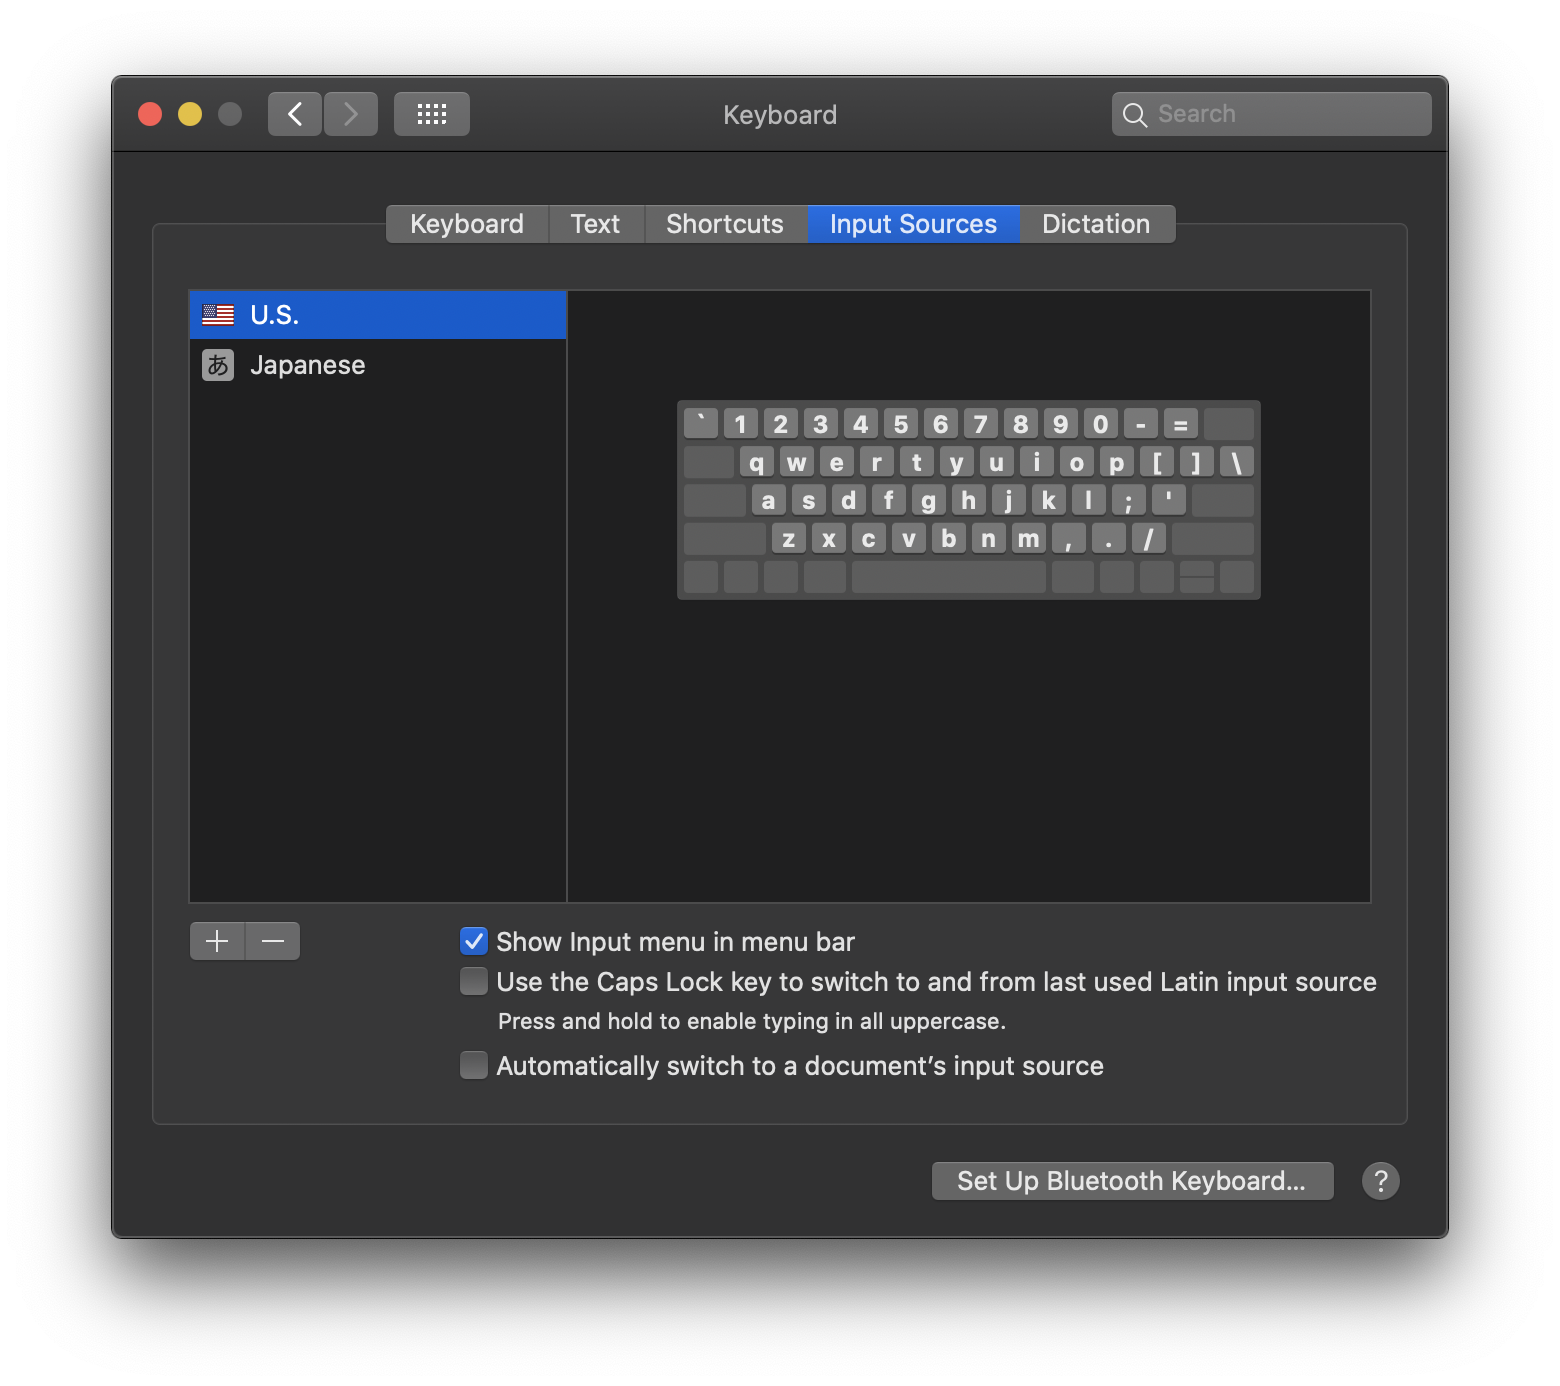 Keyboard
Search
Keyboard Text Shortcuts Input Sources Dictation
U.S.
あ Japanese
` 1 2 3 4 5 6 7 8 9 0 - =
q w e r t y u i o p [ ] \
a s d f g h j k l ; '
z x c v b n m , . /
Show Input menu in menu bar
Use the Caps Lock key to switch to and from last used Latin input source
Press and hold to enable typing in all uppercase.
Automatically switch to a document’s input source
Set Up Bluetooth Keyboard... ?